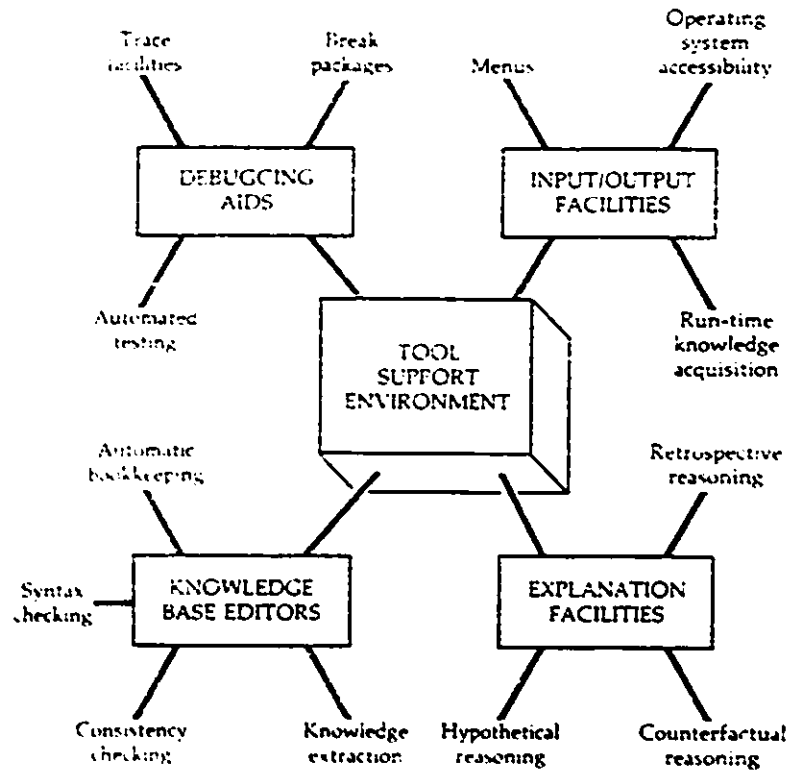 Trace
facilities
Break
packages
Menus
Operating
system
accessibility
DEBUGGING
AIDS
INPUT/OUTPUT
FACILITIES
Automated
testing
Run-time
knowledge
acquisition
TOOL
SUPPORT
ENVIRONMENT
Automatic
bookkeeping
Retrospective
reasoning
Syntax
checking
KNOWLEDGE
BASE EDITORS
EXPLANATION
FACILITIES
Consistency
checking
Knowledge
extraction
Hypothetical
reasoning
Counterfactual
reasoning